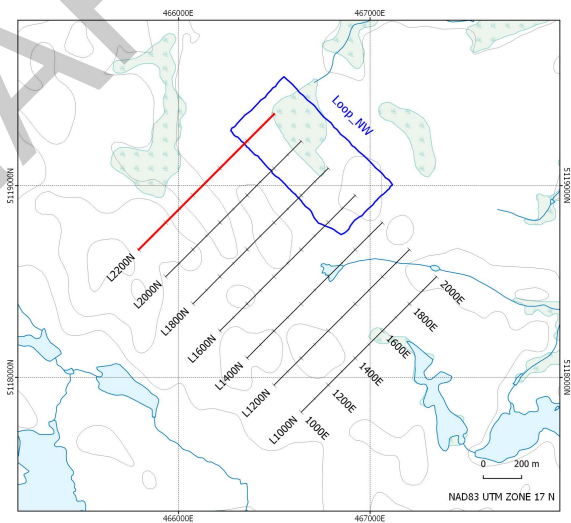 466000E
467000E
Loop_NW
5119000N
5119000N
L2200N
L2000N
L1800N
L1600N
L1400N
L1200N
L1000N
2000E
1800E
1600E
1400E
1200E
1000E
5118000N
5118000N
0 200 m
NAD83 UTM ZONE 17 N
466000E
467000E